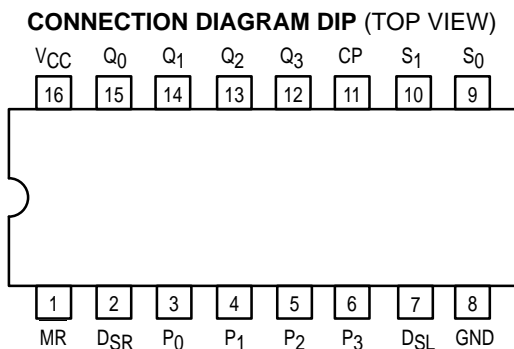 CONNECTION DIAGRAM DIP (TOP VIEW)
VCC Q0 Q1 Q2 Q3 CP S1 S0
16 15 14 13 12 11 10 9
1 2 3 4 5 6 7 8
MR DSR P0 P1 P2 P3 DSL GND